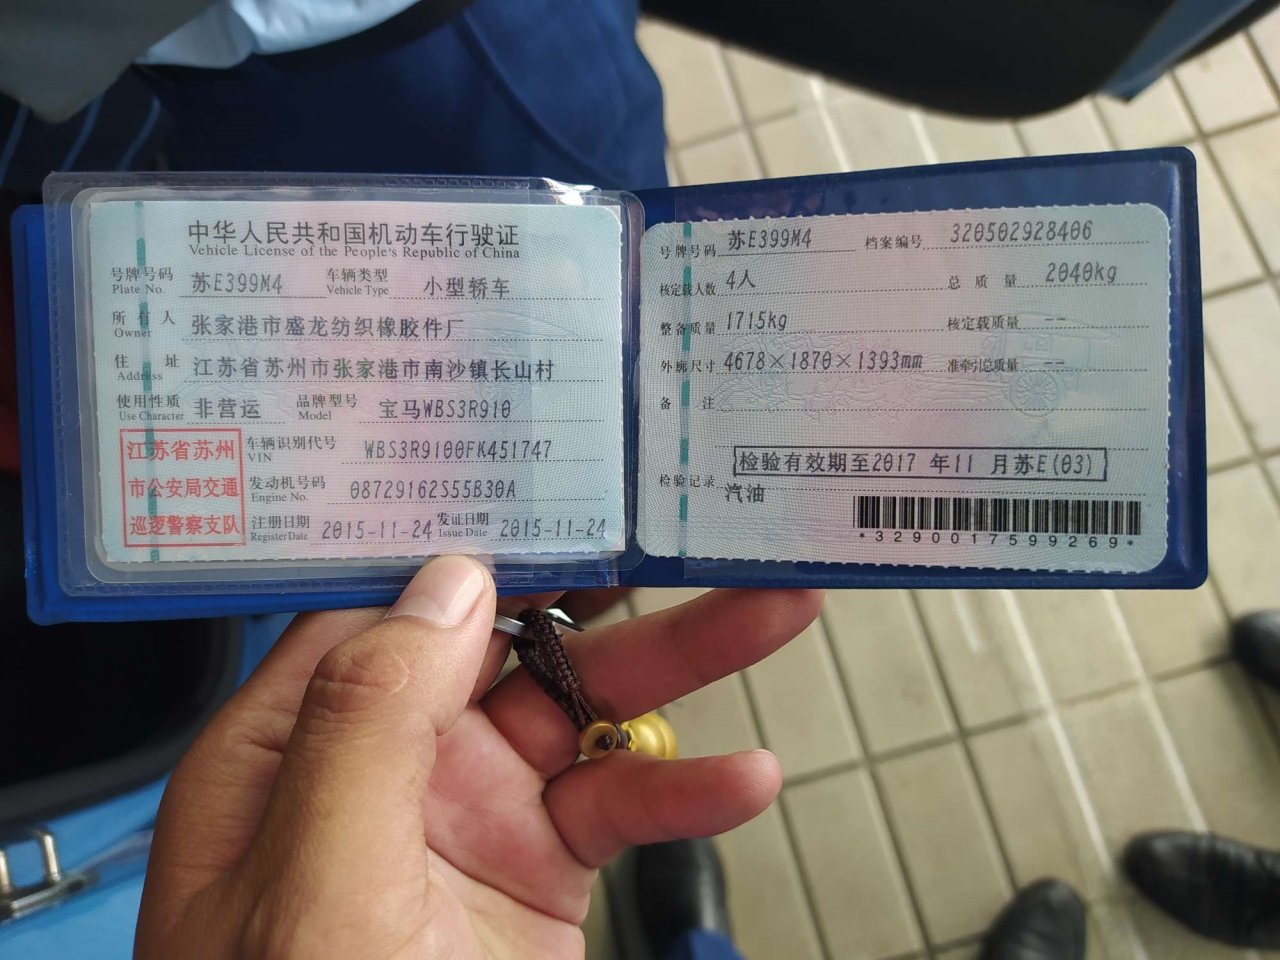 中华人民共和国机动车行驶证
Vehicle License of the People's Republic of China
号牌号码 苏E399M4 车辆类型 小型轿车
Plate No. Vehicle Type
所有人 张家港市盛龙纺织橡胶件厂
Owner
住址 江苏省苏州市张家港市南沙镇长山村
Address
使用性质 非营运 品牌型号 宝马WBS3R910
Use Character Model
江苏省苏州
市公安局交通
巡逻警察支队
车辆识别代号 WBS3R9100FK451747
VIN
发动机号码 08729162S55B30A
Engine No.
注册日期 2015-11-24 发证日期 2015-11-24
Register Date Issue Date
号牌号码 苏E399M4 档案编号 320502928406
核定载人数 4人 总质量 2040kg
整备质量 1715kg 核定载质量 --
外廓尺寸 4678×1870×1393mm 准牵引总质量 --
备注
检验有效期至2017 年11 月苏E(03)
检验记录 汽油
*3290017599269*